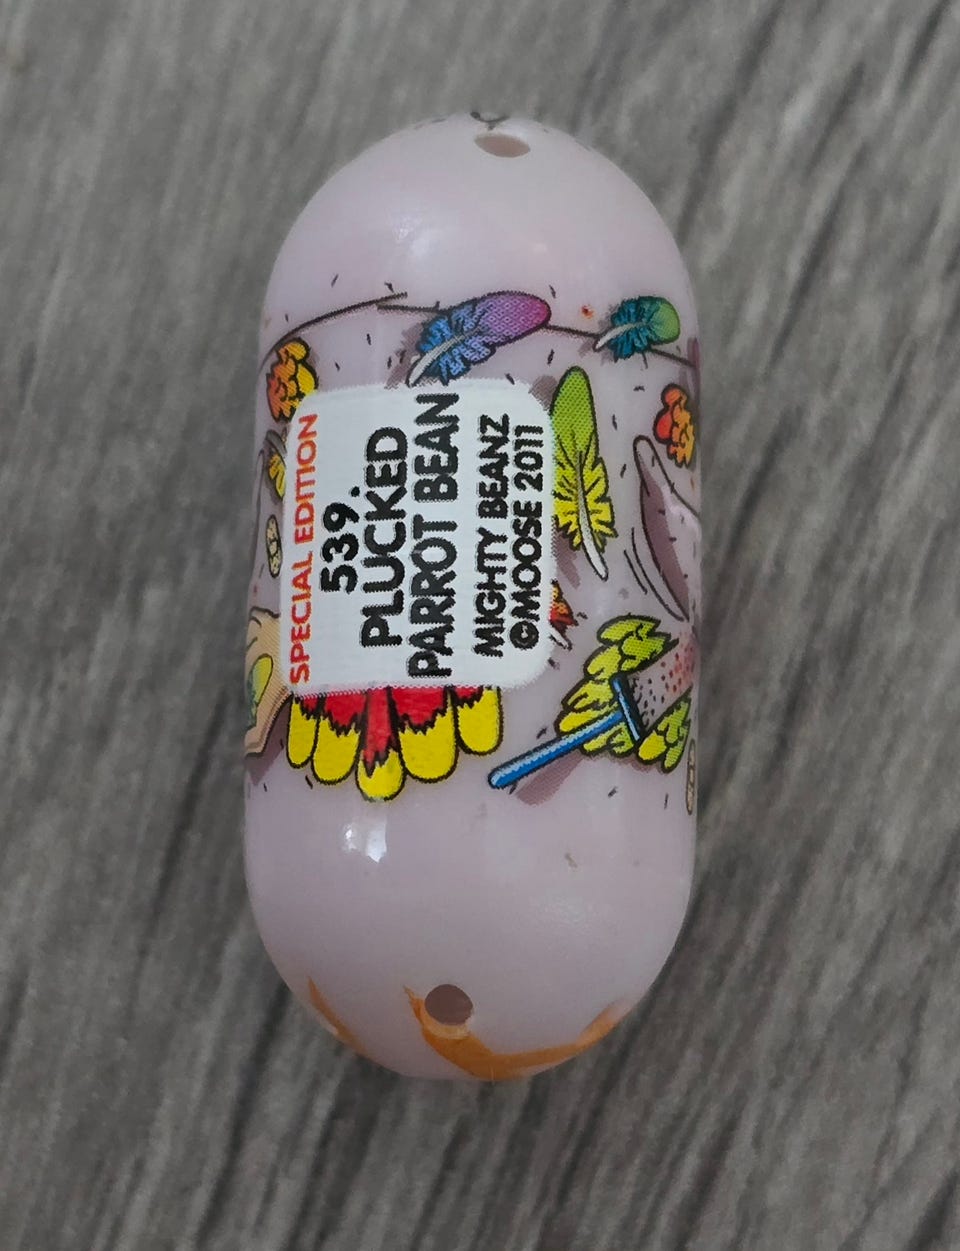 SPECIAL EDITION
539.
PLUCKED
PARROT BEAN
MIGHTY BEANZ
©MOOSE 2011